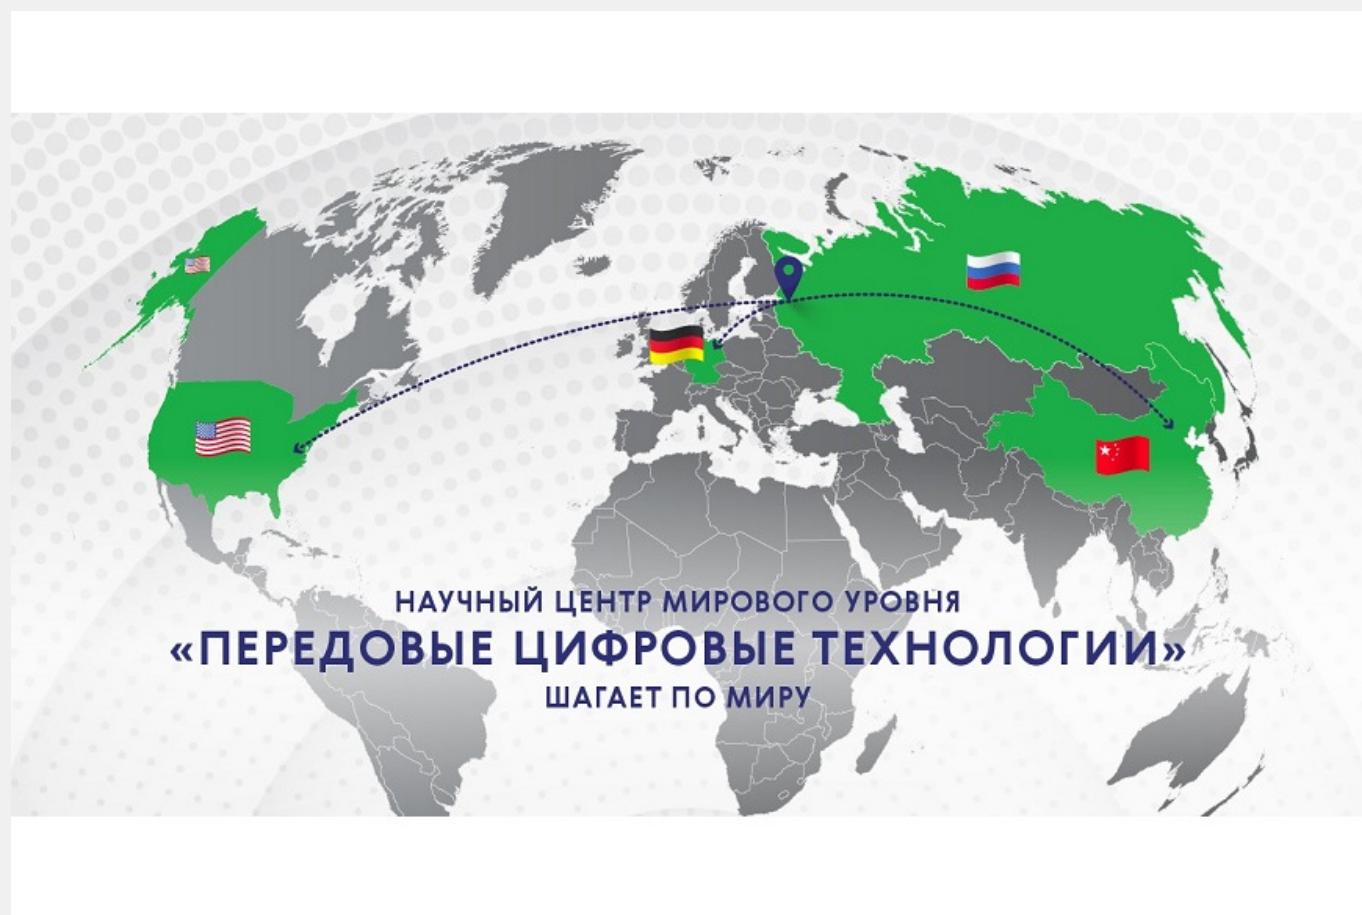 НАУЧНЫЙ ЦЕНТР МИРОВОГО УРОВНЯ
«ПЕРЕДОВЫЕ ЦИФРОВЫЕ ТЕХНОЛОГИИ»
ШАГАЕТ ПО МИРУ